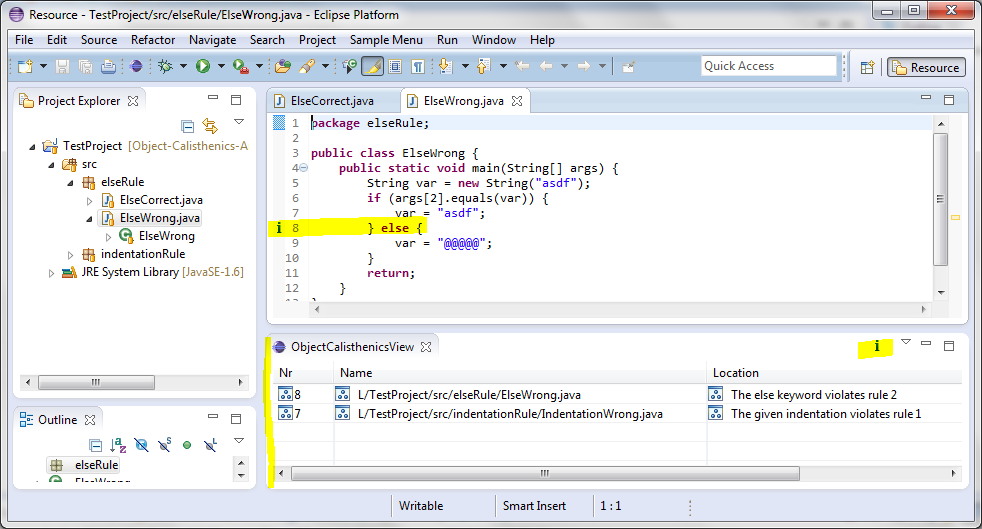 Resource - TestProject/src/elseRule/ElseWrong.java - Eclipse Platform
File Edit Source Refactor Navigate Search Project Sample Menu Run Window Help
Quick Access
Resource
Project Explorer
TestProject [Object-Calisthenics-A
src
elseRule
ElseCorrect.java
ElseWrong.java
ElseWrong
indentationRule
JRE System Library [JavaSE-1.6]
ElseCorrect.java
ElseWrong.java
1 package elseRule;
2
3 public class ElseWrong {
4 public static void main(String[] args) {
5 String var = new String("asdf");
6 if (args[2].equals(var)) {
7 var = "asdf";
i 8 } else {
9 var = "@@@@@";
10 }
11 return;
12 }
13 }
Outline
elseRule
ElseWrong
ObjectCalisthenicsView
i
Nr Name Location
8 L/TestProject/src/elseRule/ElseWrong.java The else keyword violates rule 2
7 L/TestProject/src/indentationRule/IndentationWrong.java The given indentation violates rule 1
Writable Smart Insert 1 : 1